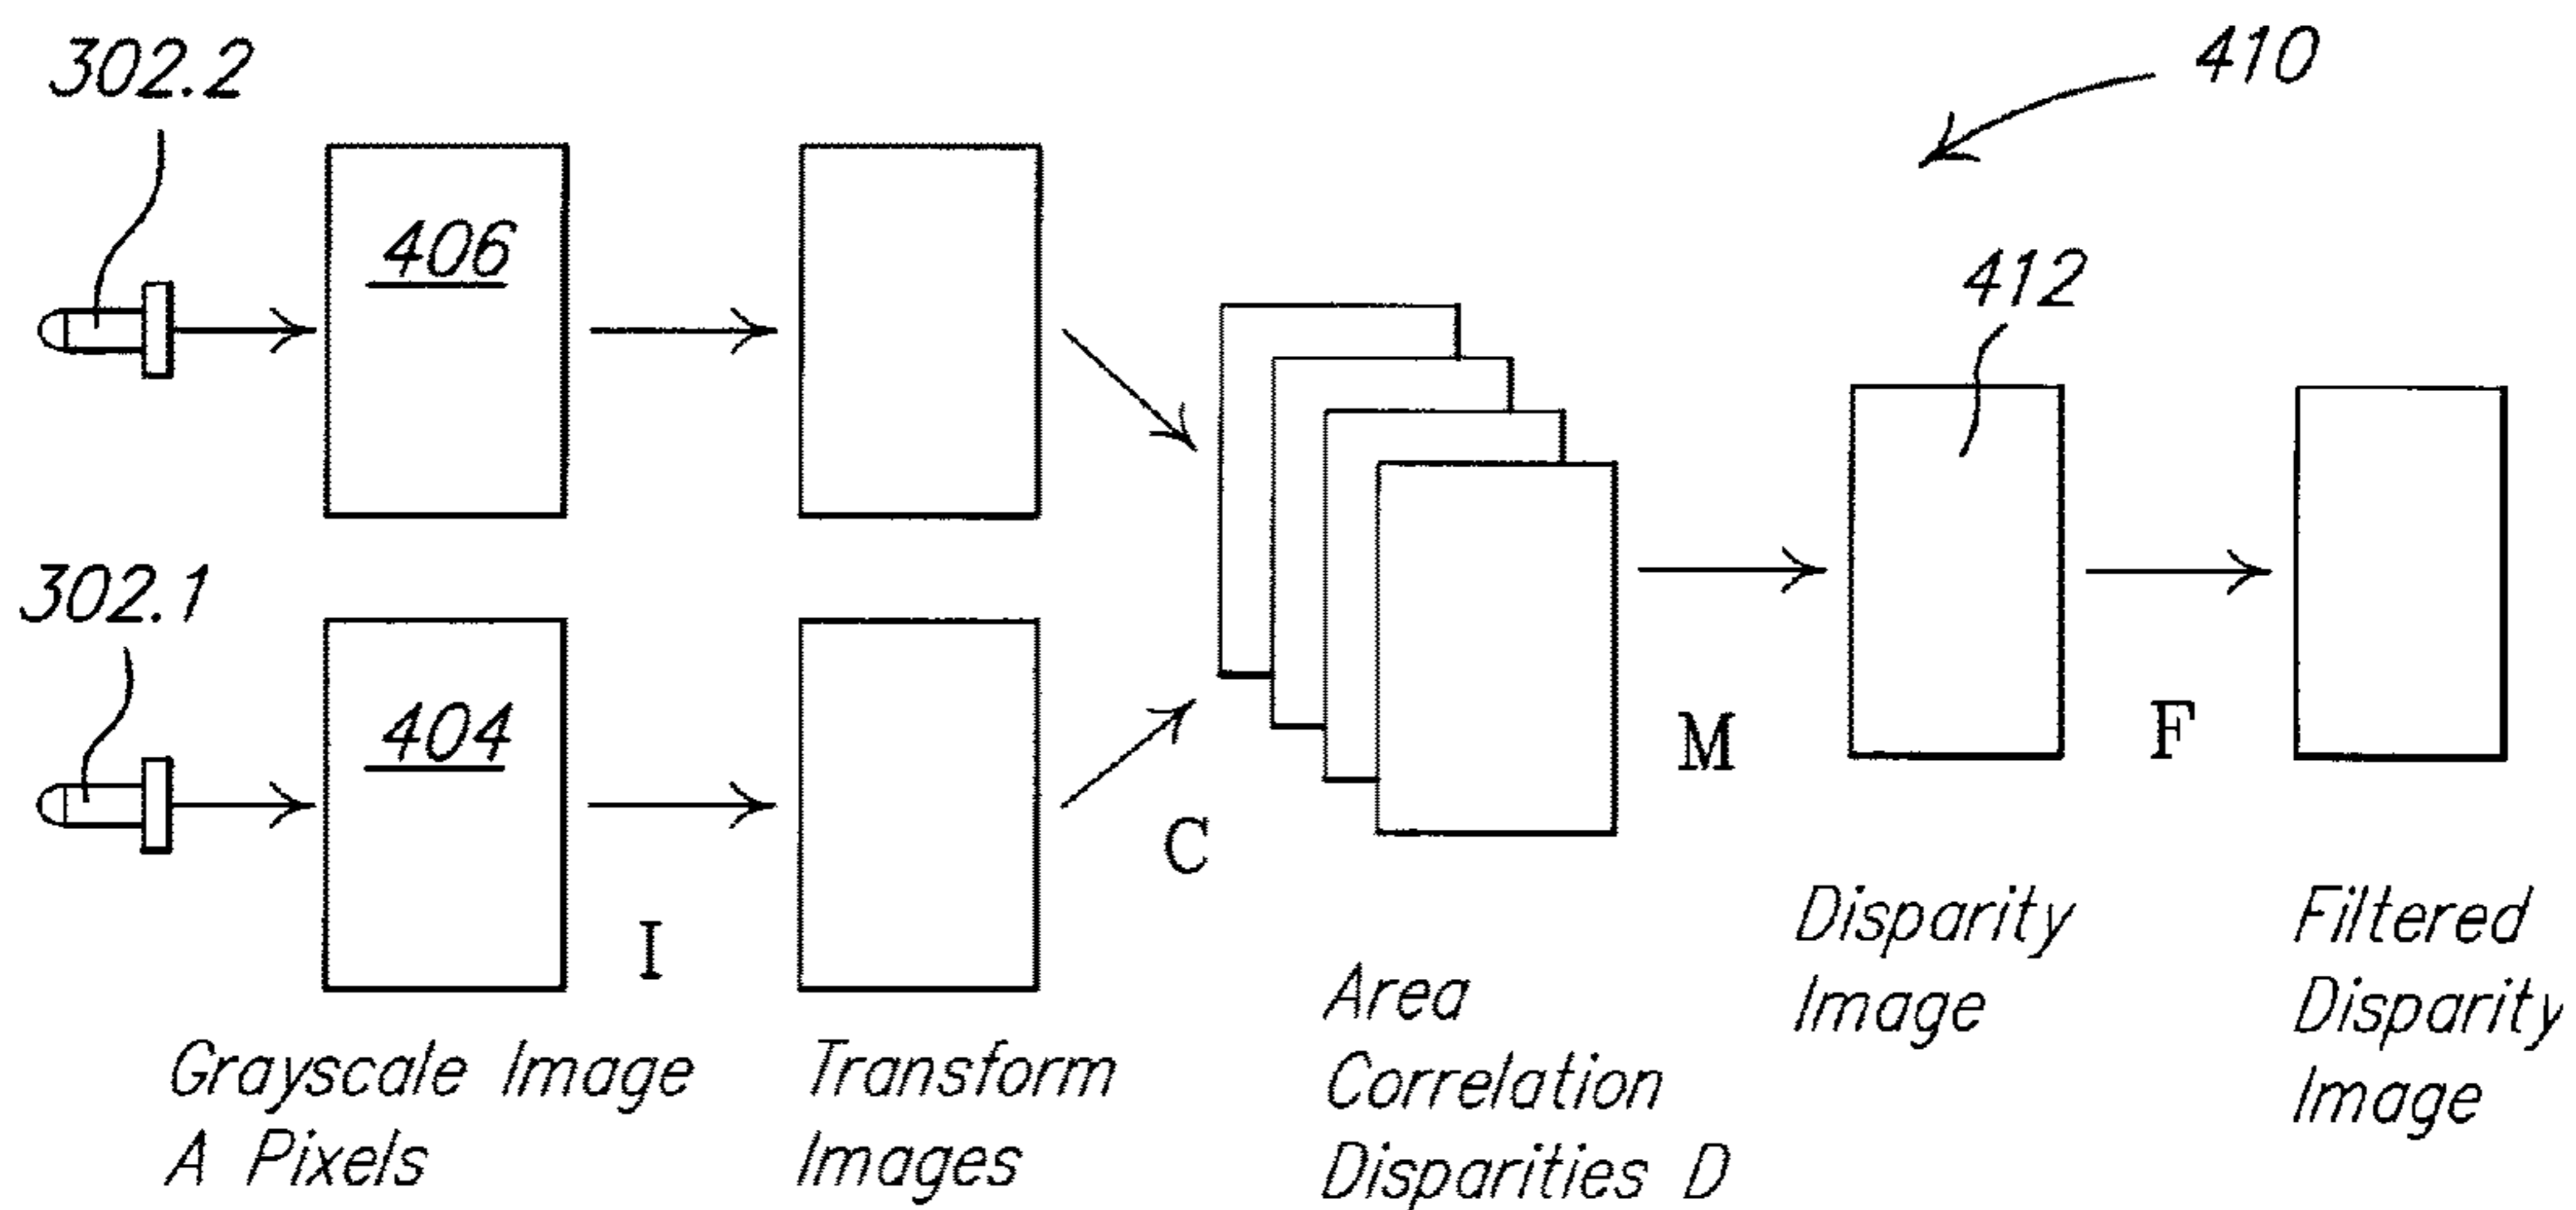 302.2
410
406
412
302.1
404
M
F
C
I
Grayscale Image
A Pixels
Transform
Images
Area
Correlation
Disparities D
Disparity
Image
Filtered
Disparity
Image